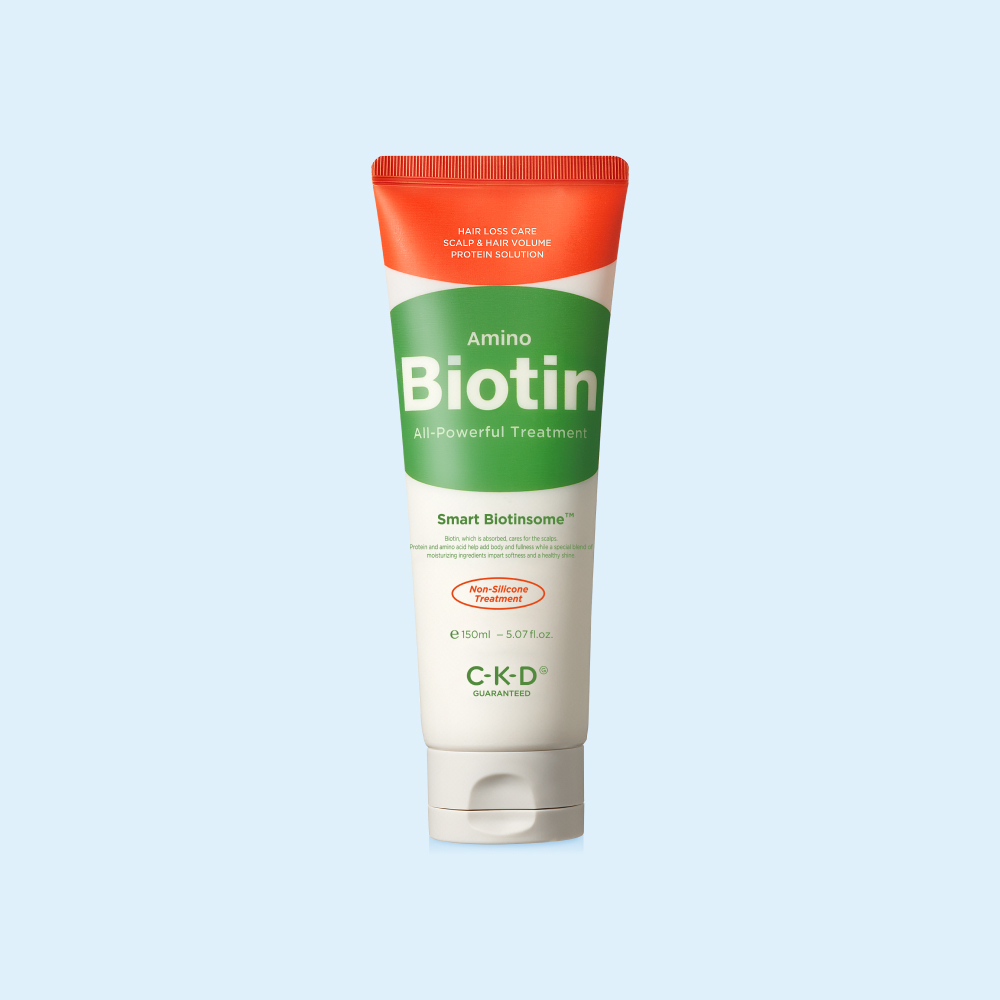 HAIR LOSS CARE
SCALP & HAIR VOLUME
PROTEIN SOLUTION
Amino
Biotin
All-Powerful Treatment
Smart Biotinsome™
Biotin, which is absorbed, cares for the scalps.
Protein and amino acid help add body and fullness while a special blend of
moisturizing ingredients impart softness and a healthy shine.
Non-Silicone
Treatment
℮ 150ml – 5.07 fl.oz.
C-K-D
GUARANTEED